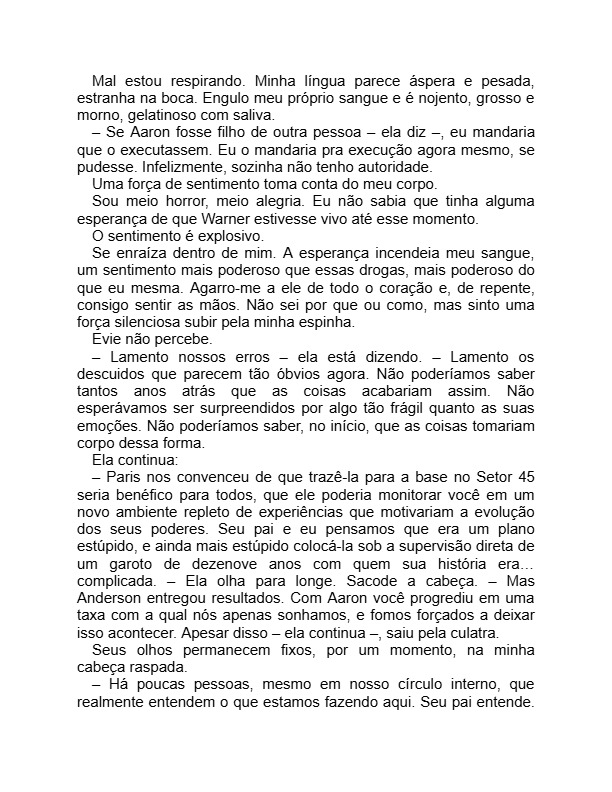 Mal estou respirando. Minha língua parece áspera e pesada,
estranha na boca. Engulo meu próprio sangue e é nojento, grosso e
morno, gelatinoso com saliva.
– Se Aaron fosse filho de outra pessoa – ela diz –, eu mandaria
que o executassem. Eu o mandaria pra execução agora mesmo, se
pudesse. Infelizmente, sozinha não tenho autoridade.
Uma força de sentimento toma conta do meu corpo.
Sou meio horror, meio alegria. Eu não sabia que tinha alguma
esperança de que Warner estivesse vivo até esse momento.
O sentimento é explosivo.
Se enraíza dentro de mim. A esperança incendeia meu sangue,
um sentimento mais poderoso que essas drogas, mais poderoso do
que eu mesma. Agarro-me a ele de todo o coração e, de repente,
consigo sentir as mãos. Não sei por que ou como, mas sinto uma
força silenciosa subir pela minha espinha.
Evie não percebe.
– Lamento nossos erros – ela está dizendo. – Lamento os
descuidos que parecem tão óbvios agora. Não poderíamos saber
tantos anos atrás que as coisas acabariam assim. Não
esperávamos ser surpreendidos por algo tão frágil quanto as suas
emoções. Não poderíamos saber, no início, que as coisas tomariam
corpo dessa forma.
Ela continua:
– Paris nos convenceu de que trazê-la para a base no Setor 45
seria benéfico para todos, que ele poderia monitorar você em um
novo ambiente repleto de experiências que motivariam a evolução
dos seus poderes. Seu pai e eu pensamos que era um plano
estúpido, e ainda mais estúpido colocá-la sob a supervisão direta de
um garoto de dezenove anos com quem sua história era…
complicada. – Ela olha para longe. Sacode a cabeça. – Mas
Anderson entregou resultados. Com Aaron você progrediu em uma
taxa com a qual nós apenas sonhamos, e fomos forçados a deixar
isso acontecer. Apesar disso – ela continua –, saiu pela culatra.
Seus olhos permanecem fixos, por um momento, na minha
cabeça raspada.
– Há poucas pessoas, mesmo em nosso círculo interno, que
realmente entendem o que estamos fazendo aqui. Seu pai entende.